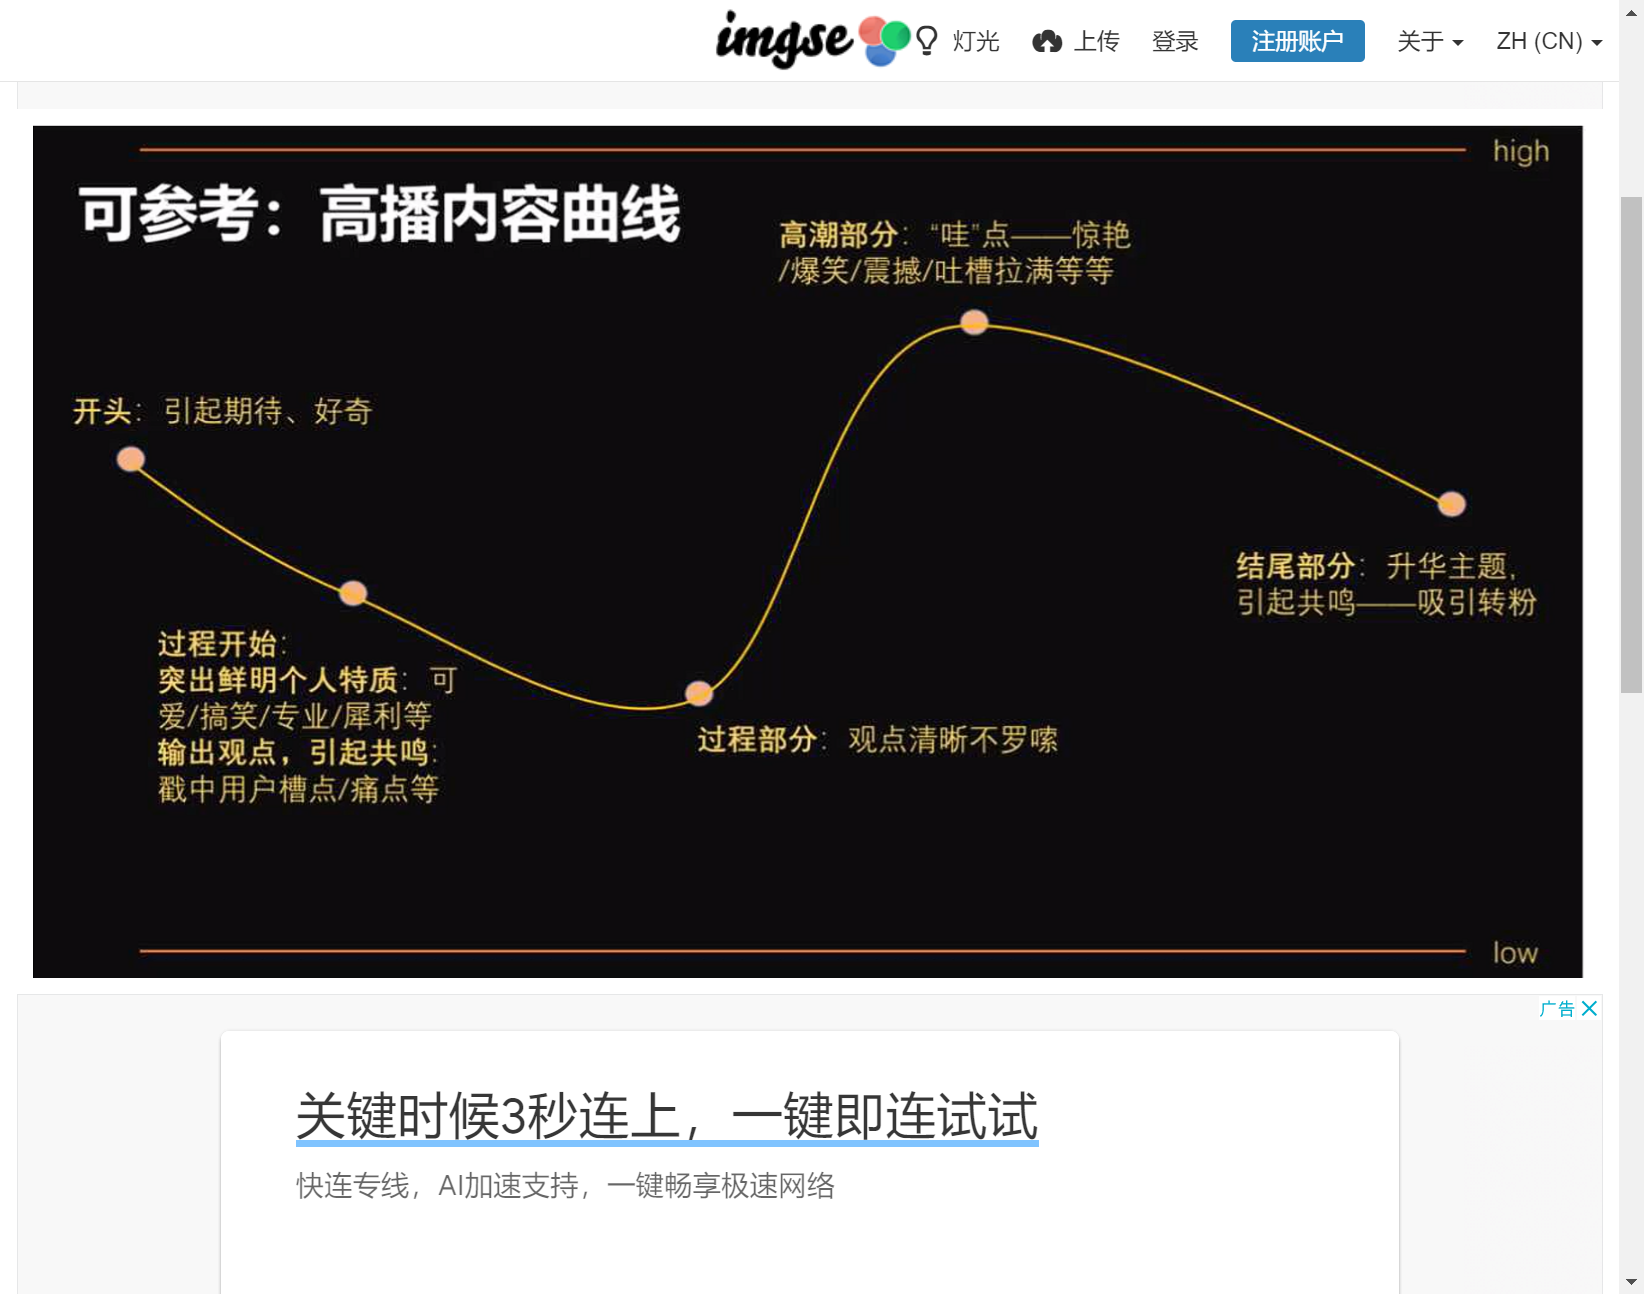 imgse
灯光
上传
登录
注册账户
关于
ZH (CN)
high
可参考：高播内容曲线
高潮部分：“哇”点——惊艳
/爆笑/震撼/吐槽拉满等等
开头：引起期待、好奇
结尾部分：升华主题，
引起共鸣——吸引转粉
过程开始：
突出鲜明个人特质：可
爱/搞笑/专业/犀利等
输出观点，引起共鸣：
戳中用户槽点/痛点等
过程部分：观点清晰不罗嗦
low
广告
关键时候3秒连上，一键即连试试
快连专线，AI加速支持，一键畅享极速网络